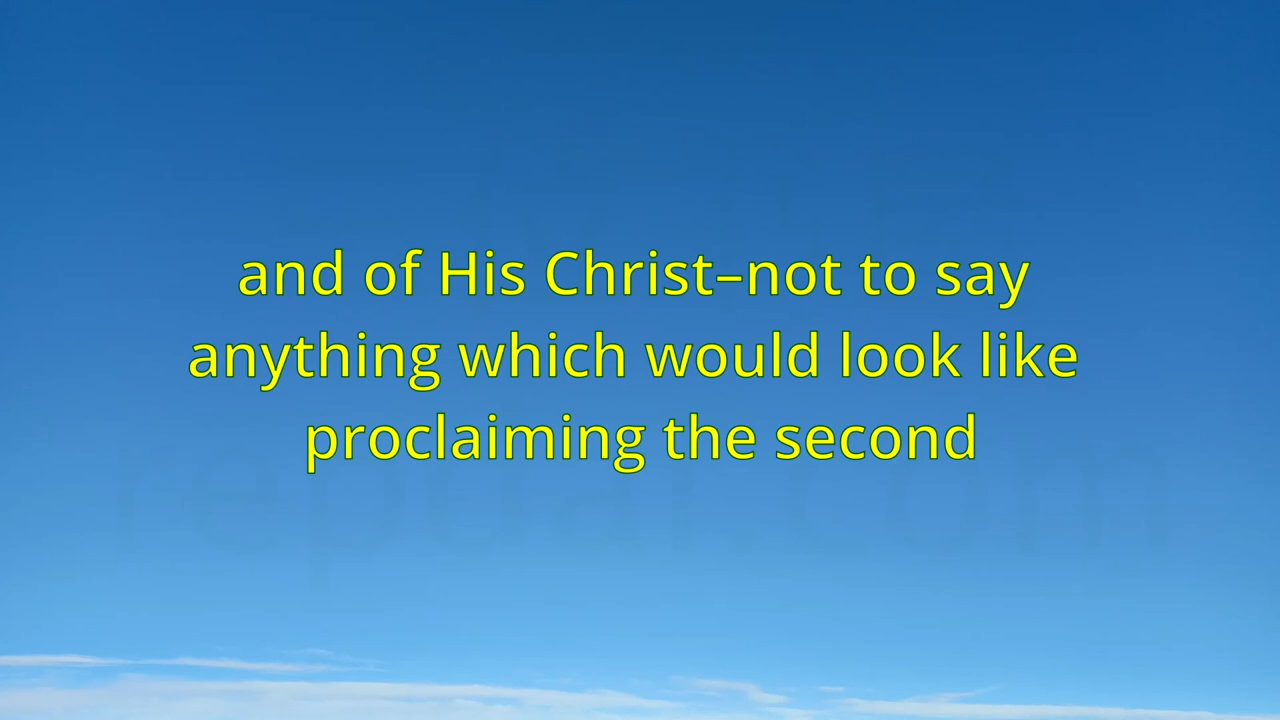 and of His Christ–not to say
anything which would look like
proclaiming the second